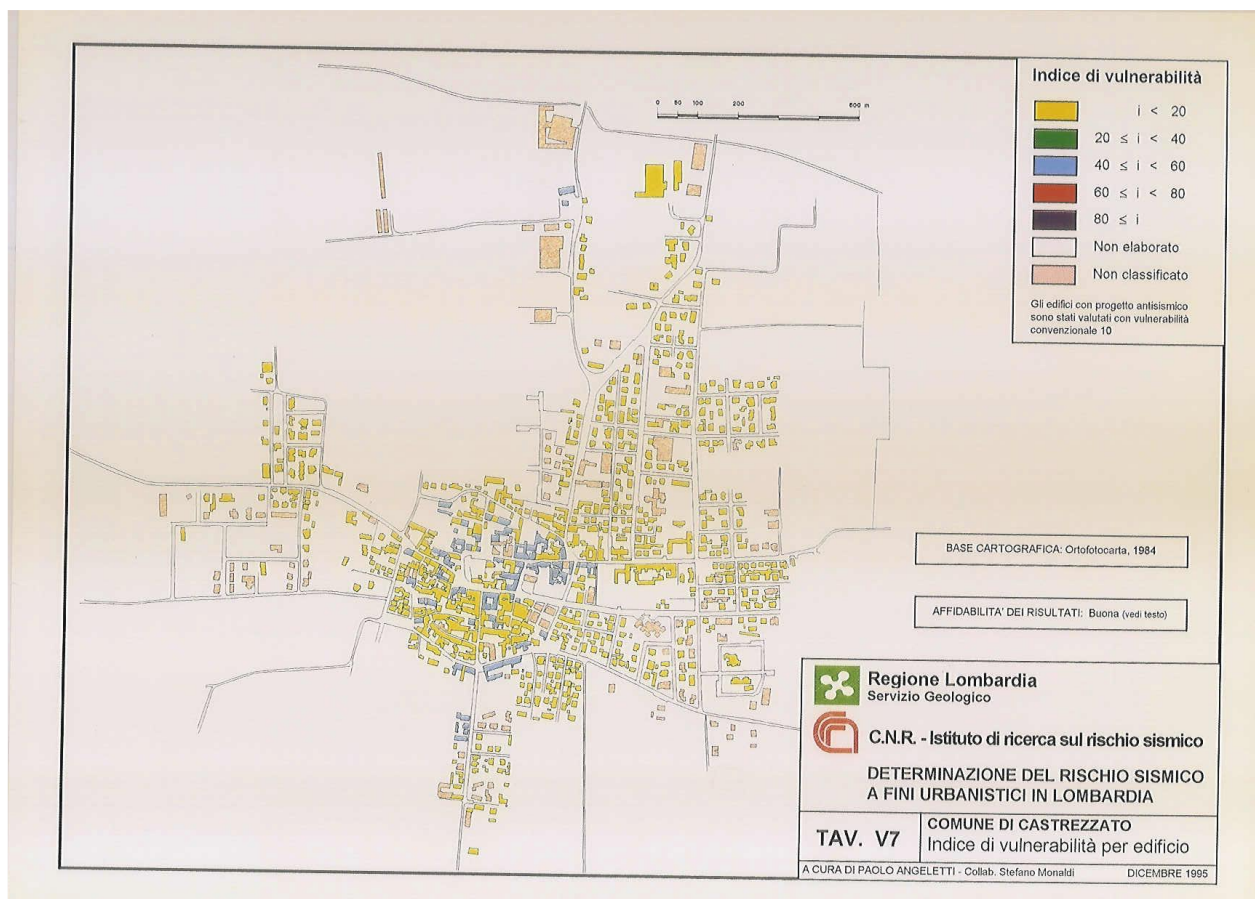 0 50 100 200 600 m
Indice di vulnerabilità
i < 20
20 ≤ i < 40
40 ≤ i < 60
60 ≤ i < 80
80 ≤ i
Non elaborato
Non classificato
Gli edifici con progetto antisismico
sono stati valutati con vulnerabilità
convenzionale 10
BASE CARTOGRAFICA: Ortofotocarta, 1984
AFFIDABILITA' DEI RISULTATI: Buona (vedi testo)
Regione Lombardia
Servizio Geologico
C.N.R. - Istituto di ricerca sul rischio sismico
DETERMINAZIONE DEL RISCHIO SISMICO
A FINI URBANISTICI IN LOMBARDIA
TAV. V7
COMUNE DI CASTREZZATO
Indice di vulnerabilità per edificio
A CURA DI PAOLO ANGELETTI - Collab. Stefano Monaldi
DICEMBRE 1995